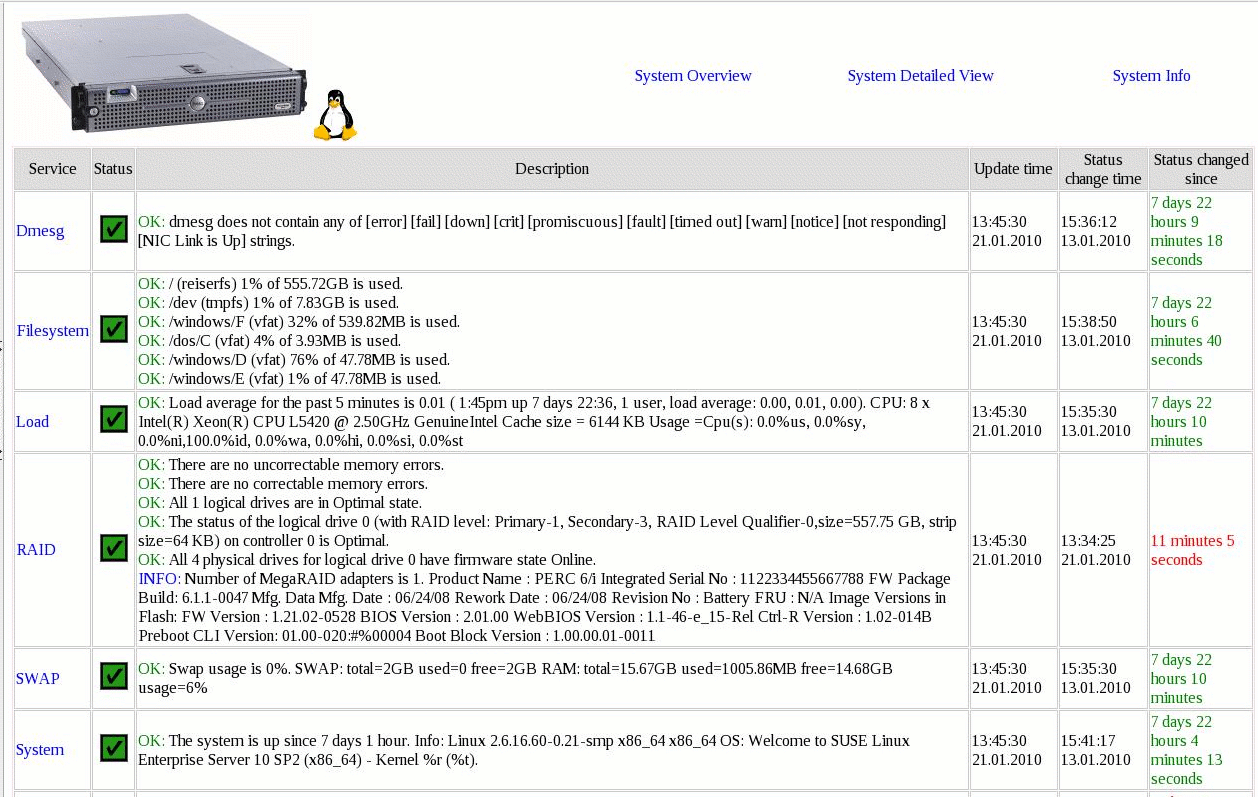 System Overview
System Detailed View
System Info
Service
Status
Description
Update time
Status
change time
Status changed
since
Dmesg
OK: dmesg does not contain any of [error] [fail] [down] [crit] [promiscuous] [fault] [timed out] [warn] [notice] [not responding]
[NIC Link is Up] strings.
13:45:30
21.01.2010
15:36:12
13.01.2010
7 days 22
hours 9
minutes 18
seconds
Filesystem
OK: / (reiserfs) 1% of 555.72GB is used.
OK: /dev (tmpfs) 1% of 7.83GB is used.
OK: /windows/F (vfat) 32% of 539.82MB is used.
OK: /dos/C (vfat) 4% of 3.93MB is used.
OK: /windows/D (vfat) 76% of 47.78MB is used.
OK: /windows/E (vfat) 1% of 47.78MB is used.
13:45:30
21.01.2010
15:38:50
13.01.2010
7 days 22
hours 6
minutes 40
seconds
Load
OK: Load average for the past 5 minutes is 0.01 ( 1:45pm up 7 days 22:36, 1 user, load average: 0.00, 0.01, 0.00). CPU: 8 x
Intel(R) Xeon(R) CPU L5420 @ 2.50GHz GenuineIntel Cache size = 6144 KB Usage =Cpu(s): 0.0%us, 0.0%sy,
0.0%ni,100.0%id, 0.0%wa, 0.0%hi, 0.0%si, 0.0%st
13:45:30
21.01.2010
15:35:30
13.01.2010
7 days 22
hours 10
minutes
RAID
OK: There are no uncorrectable memory errors.
OK: There are no correctable memory errors.
OK: All 1 logical drives are in Optimal state.
OK: The status of the logical drive 0 (with RAID level: Primary-1, Secondary-3, RAID Level Qualifier-0,size=557.75 GB, strip
size=64 KB) on controller 0 is Optimal.
OK: All 4 physical drives for logical drive 0 have firmware state Online.
INFO: Number of MegaRAID adapters is 1. Product Name : PERC 6/i Integrated Serial No : 1122334455667788 FW Package
Build: 6.1.1-0047 Mfg. Data Mfg. Date : 06/24/08 Rework Date : 06/24/08 Revision No : Battery FRU : N/A Image Versions in
Flash: FW Version : 1.21.02-0528 BIOS Version : 2.01.00 WebBIOS Version : 1.1-46-e_15-Rel Ctrl-R Version : 1.02-014B
Preboot CLI Version: 01.00-020:#%00004 Boot Block Version : 1.00.00.01-0011
13:45:30
21.01.2010
13:34:25
21.01.2010
11 minutes 5
seconds
SWAP
OK: Swap usage is 0%. SWAP: total=2GB used=0 free=2GB RAM: total=15.67GB used=1005.86MB free=14.68GB
usage=6%
13:45:30
21.01.2010
15:35:30
13.01.2010
7 days 22
hours 10
minutes
System
OK: The system is up since 7 days 1 hour. Info: Linux 2.6.16.60-0.21-smp x86_64 x86_64 OS: Welcome to SUSE Linux
Enterprise Server 10 SP2 (x86_64) - Kernel %r (%t).
13:45:30
21.01.2010
15:41:17
13.01.2010
7 days 22
hours 4
minutes 13
seconds